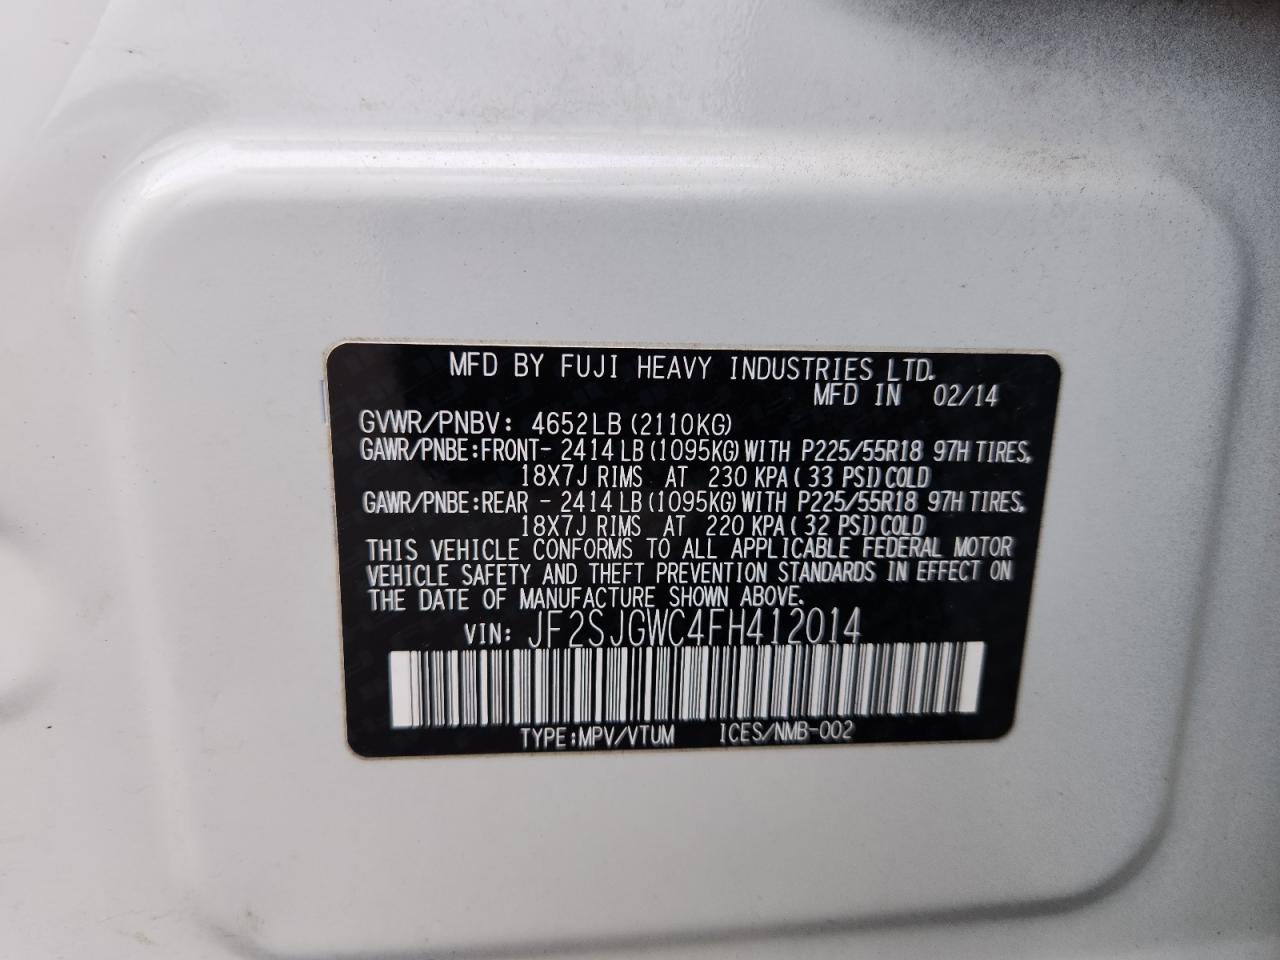 MFD BY FUJI HEAVY INDUSTRIES LTD.
MFD IN 02/14
GVWR/PNBV: 4652LB (2110KG)
GAWR/PNBE:FRONT- 2414 LB (1095KG) WITH P225/55R18 97H TIRES,
18X7J RIMS AT 230 KPA ( 33 PSI) COLD
GAWR/PNBE:REAR - 2414 LB (1095KG) WITH P225/55R18 97H TIRES,
18X7J RIMS AT 220 KPA ( 32 PSI) COLD
THIS VEHICLE CONFORMS TO ALL APPLICABLE FEDERAL MOTOR
VEHICLE SAFETY AND THEFT PREVENTION STANDARDS IN EFFECT ON
THE DATE OF MANUFACTURE SHOWN ABOVE.
VIN: JF2SJGWC4FH412014
TYPE:MPV/VTUM ICES/NMB-002